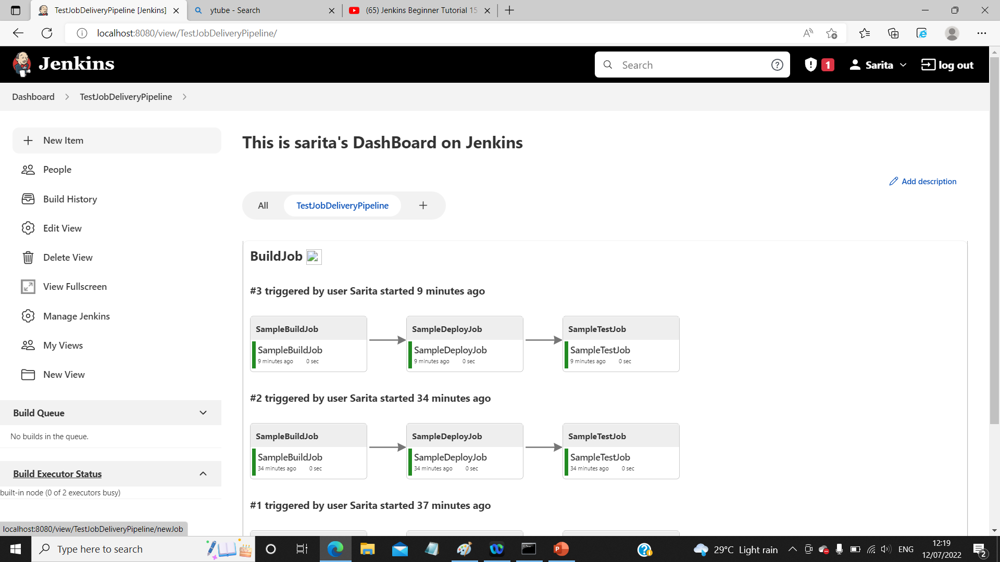 TestJobDeliveryPipeline [Jenkins]
ytube - Search
(65) Jenkins Beginner Tutorial 15
localhost:8080/view/TestJobDeliveryPipeline/
Jenkins
Search
1
Sarita
log out
Dashboard
TestJobDeliveryPipeline
New Item
People
Build History
Edit View
Delete View
View Fullscreen
Manage Jenkins
My Views
New View
Build Queue
No builds in the queue.
Build Executor Status
built-in node (0 of 2 executors busy)
This is sarita's DashBoard on Jenkins
Add description
All
TestJobDeliveryPipeline
BuildJob
#3 triggered by user Sarita started 9 minutes ago
SampleBuildJob
SampleBuildJob
9 minutes ago 0 sec
SampleDeployJob
SampleDeployJob
9 minutes ago 0 sec
SampleTestJob
SampleTestJob
9 minutes ago 0 sec
#2 triggered by user Sarita started 34 minutes ago
SampleBuildJob
SampleBuildJob
34 minutes ago 0 sec
SampleDeployJob
SampleDeployJob
34 minutes ago 0 sec
SampleTestJob
SampleTestJob
34 minutes ago 0 sec
#1 triggered by user Sarita started 37 minutes ago
localhost:8080/view/TestJobDeliveryPipeline/newJob
Type here to search
29°C Light rain
ENG
12:19
12/07/2022
2